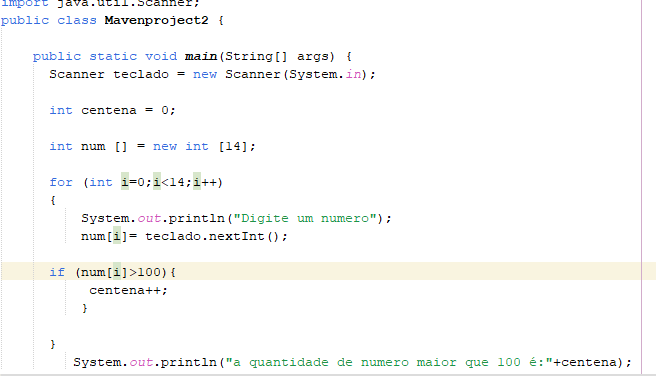 import java.util.Scanner;
public class Mavenproject2 {
public static void main(String[] args) {
Scanner teclado = new Scanner(System.in);
int centena = 0;
int num [] = new int [14];
for (int i=0;i<14;i++)
{
System.out.println("Digite um numero");
num[i]= teclado.nextInt();
if (num[i]>100){
centena++;
}
}
System.out.println("a quantidade de numero maior que 100 é:"+centena);